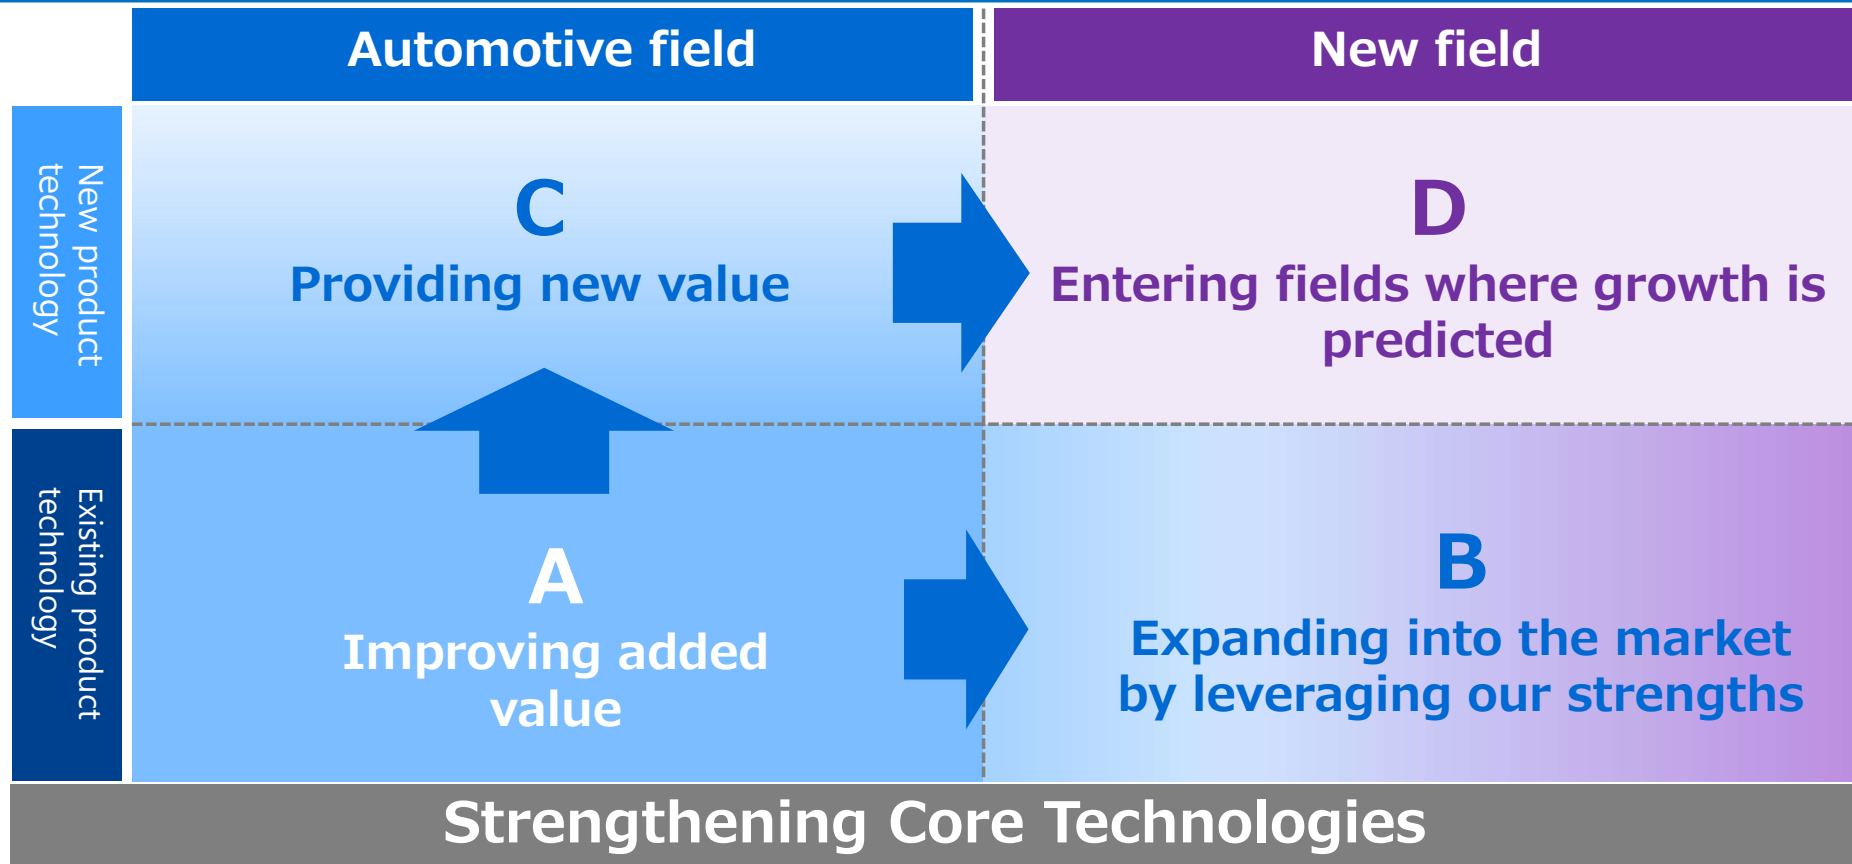 Automotive field
New field
New product
technology
C
Providing new value
D
Entering fields where growth is
predicted
Existing product
technology
A
Improving added
value
B
Expanding into the market
by leveraging our strengths
Strengthening Core Technologies